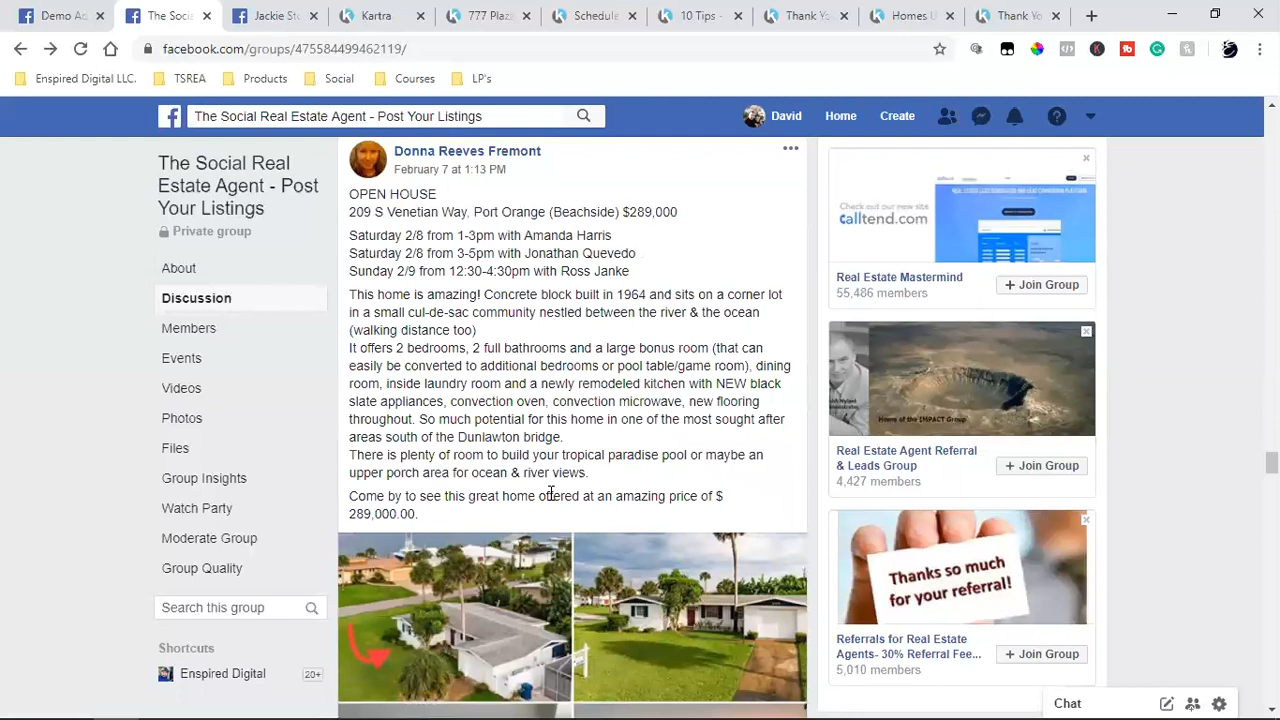 Demo Ad
The Socia
Jackie Sto
Kartra
777 Plaza
Schedule
10 Tips -
Thank Yo
Homes U
Thank Yo
facebook.com/groups/475584499462119/
Enspired Digital LLC.
TSREA
Products
Social
Courses
LP's
The Social Real Estate Agent - Post Your Listings
David
Home
Create
The Social Real
Estate Agent - Post
Your Listings
Private group
About
Discussion
Members
Events
Videos
Photos
Files
Group Insights
Watch Party
Moderate Group
Group Quality
Search this group
Shortcuts
Enspired Digital
20+
Donna Reeves Fremont
February 7 at 1:13 PM
OPEN HOUSE
209 S Venetian Way, Port Orange (Beachside) $289,000
Saturday 2/8 from 1-3pm with Amanda Harris
Saturday 2/8 from 3-5pm with Jonathan Quevedo
Sunday 2/9 from 12:30-4:30pm with Ross Janke
This home is amazing! Concrete block built in 1964 and sits on a corner lot
in a small cul-de-sac community nestled between the river & the ocean
(walking distance too)
It offers 2 bedrooms, 2 full bathrooms and a large bonus room (that can
easily be converted to additional bedrooms or pool table/game room), dining
room, inside laundry room and a newly remodeled kitchen with NEW black
slate appliances, convection oven, convection microwave, new flooring
throughout. So much potential for this home in one of the most sought after
areas south of the Dunlawton bridge.
There is plenty of room to build your tropical paradise pool or maybe an
upper porch area for ocean & river views.
Come by to see this great home offered at an amazing price of $
289,000.00.
Check out our new site
calltend.com
Real Estate Mastermind
55,486 members
+ Join Group
Home of the IMPACT Group
Real Estate Agent Referral
& Leads Group
4,427 members
+ Join Group
Thanks so much
for your referral!
Referrals for Real Estate
Agents- 30% Referral Fee...
5,010 members
+ Join Group
Chat